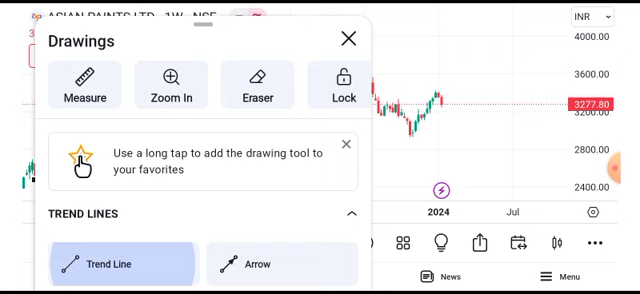 ASIAN PAINTS LTD · 1W · NSE
INR
Drawings
4000.00
Measure
Zoom In
Eraser
Lock
3600.00
3277.80
3200.00
Use a long tap to add the drawing tool to
your favorites
2800.00
2400.00
TREND LINES
2024
Jul
Trend Line
Arrow
News
Menu